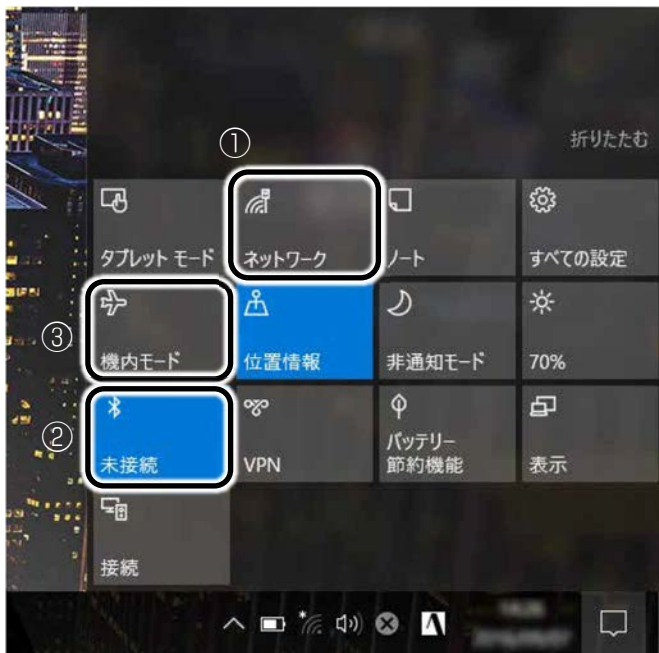 ①
折りたたむ
タブレット モード
ネットワーク
ノート
すべての設定
③
機内モード
位置情報
非通知モード
70%
②
未接続
VPN
バッテリー
節約機能
表示
接続